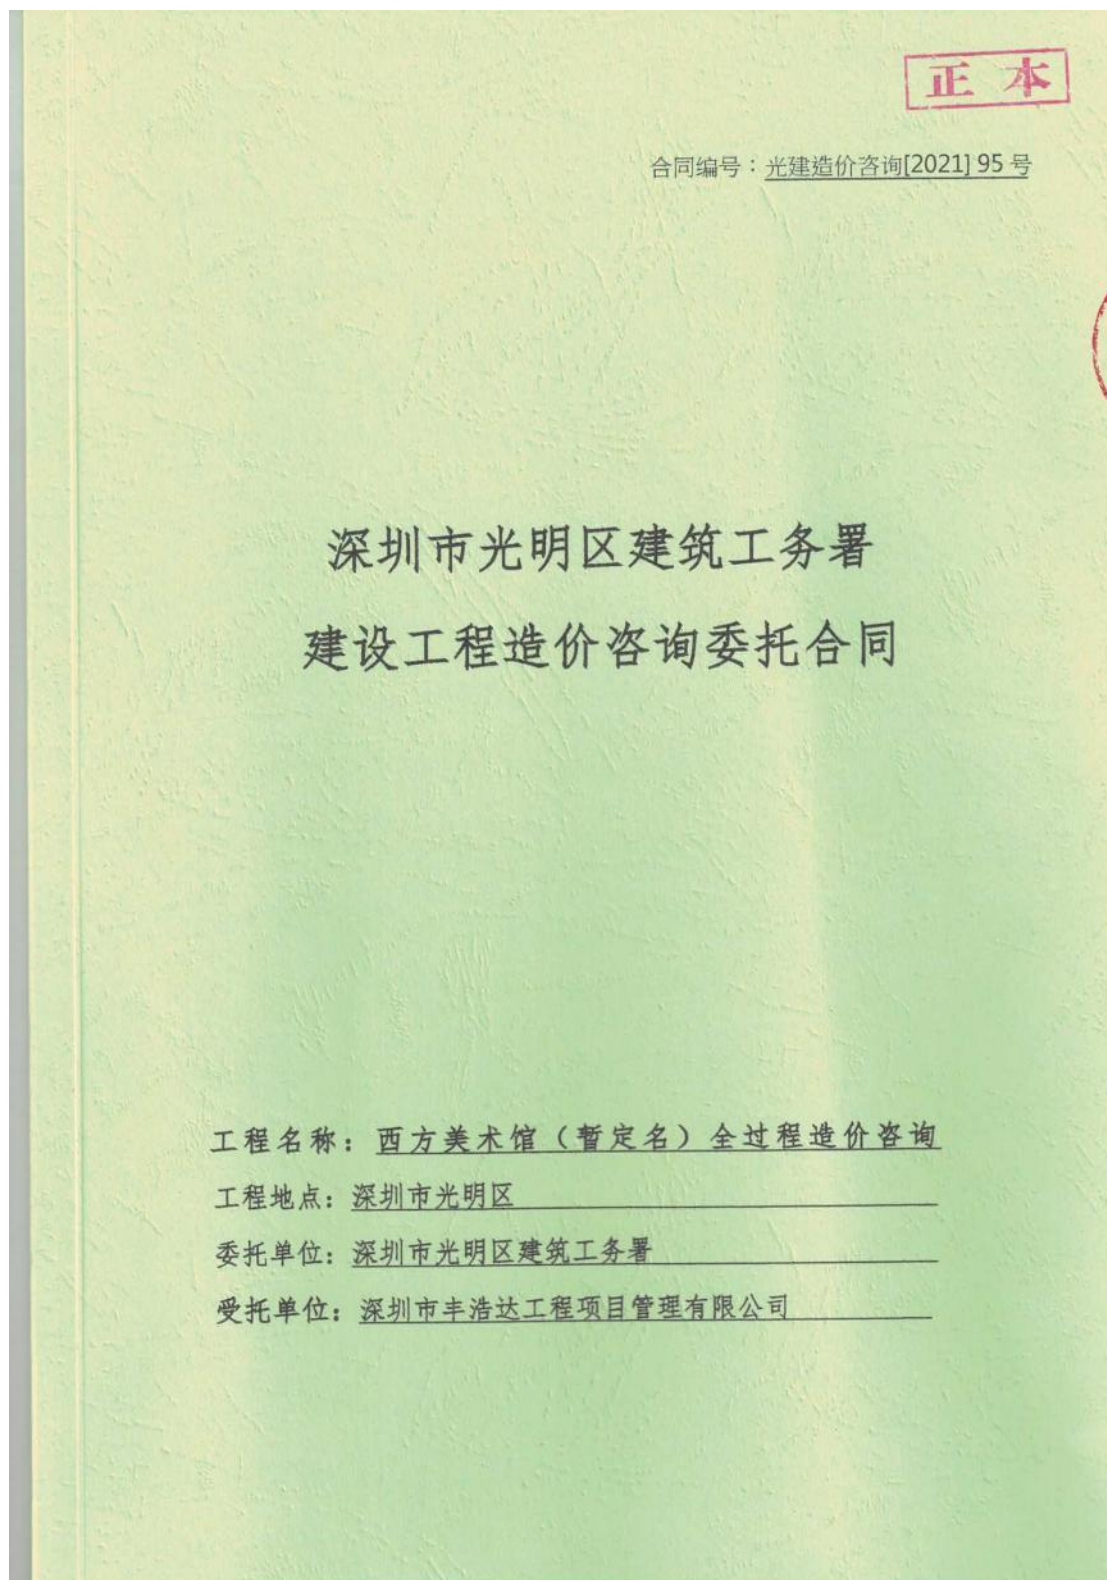 正 本
合同编号：光建造价咨询[2021] 95 号
深圳市光明区建筑工务署
建设工程造价咨询委托合同
工程名称：西方美术馆（暂定名）全过程造价咨询
工程地点：深圳市光明区
委托单位：深圳市光明区建筑工务署
受托单位：深圳市丰浩达工程项目管理有限公司